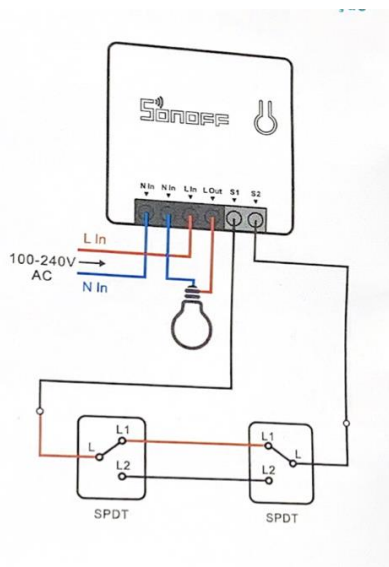 SonoFF
N In N In L In L Out S1 S2
L In
100-240V
AC
N In
L L1 L2
L1 L L2
SPDT
SPDT